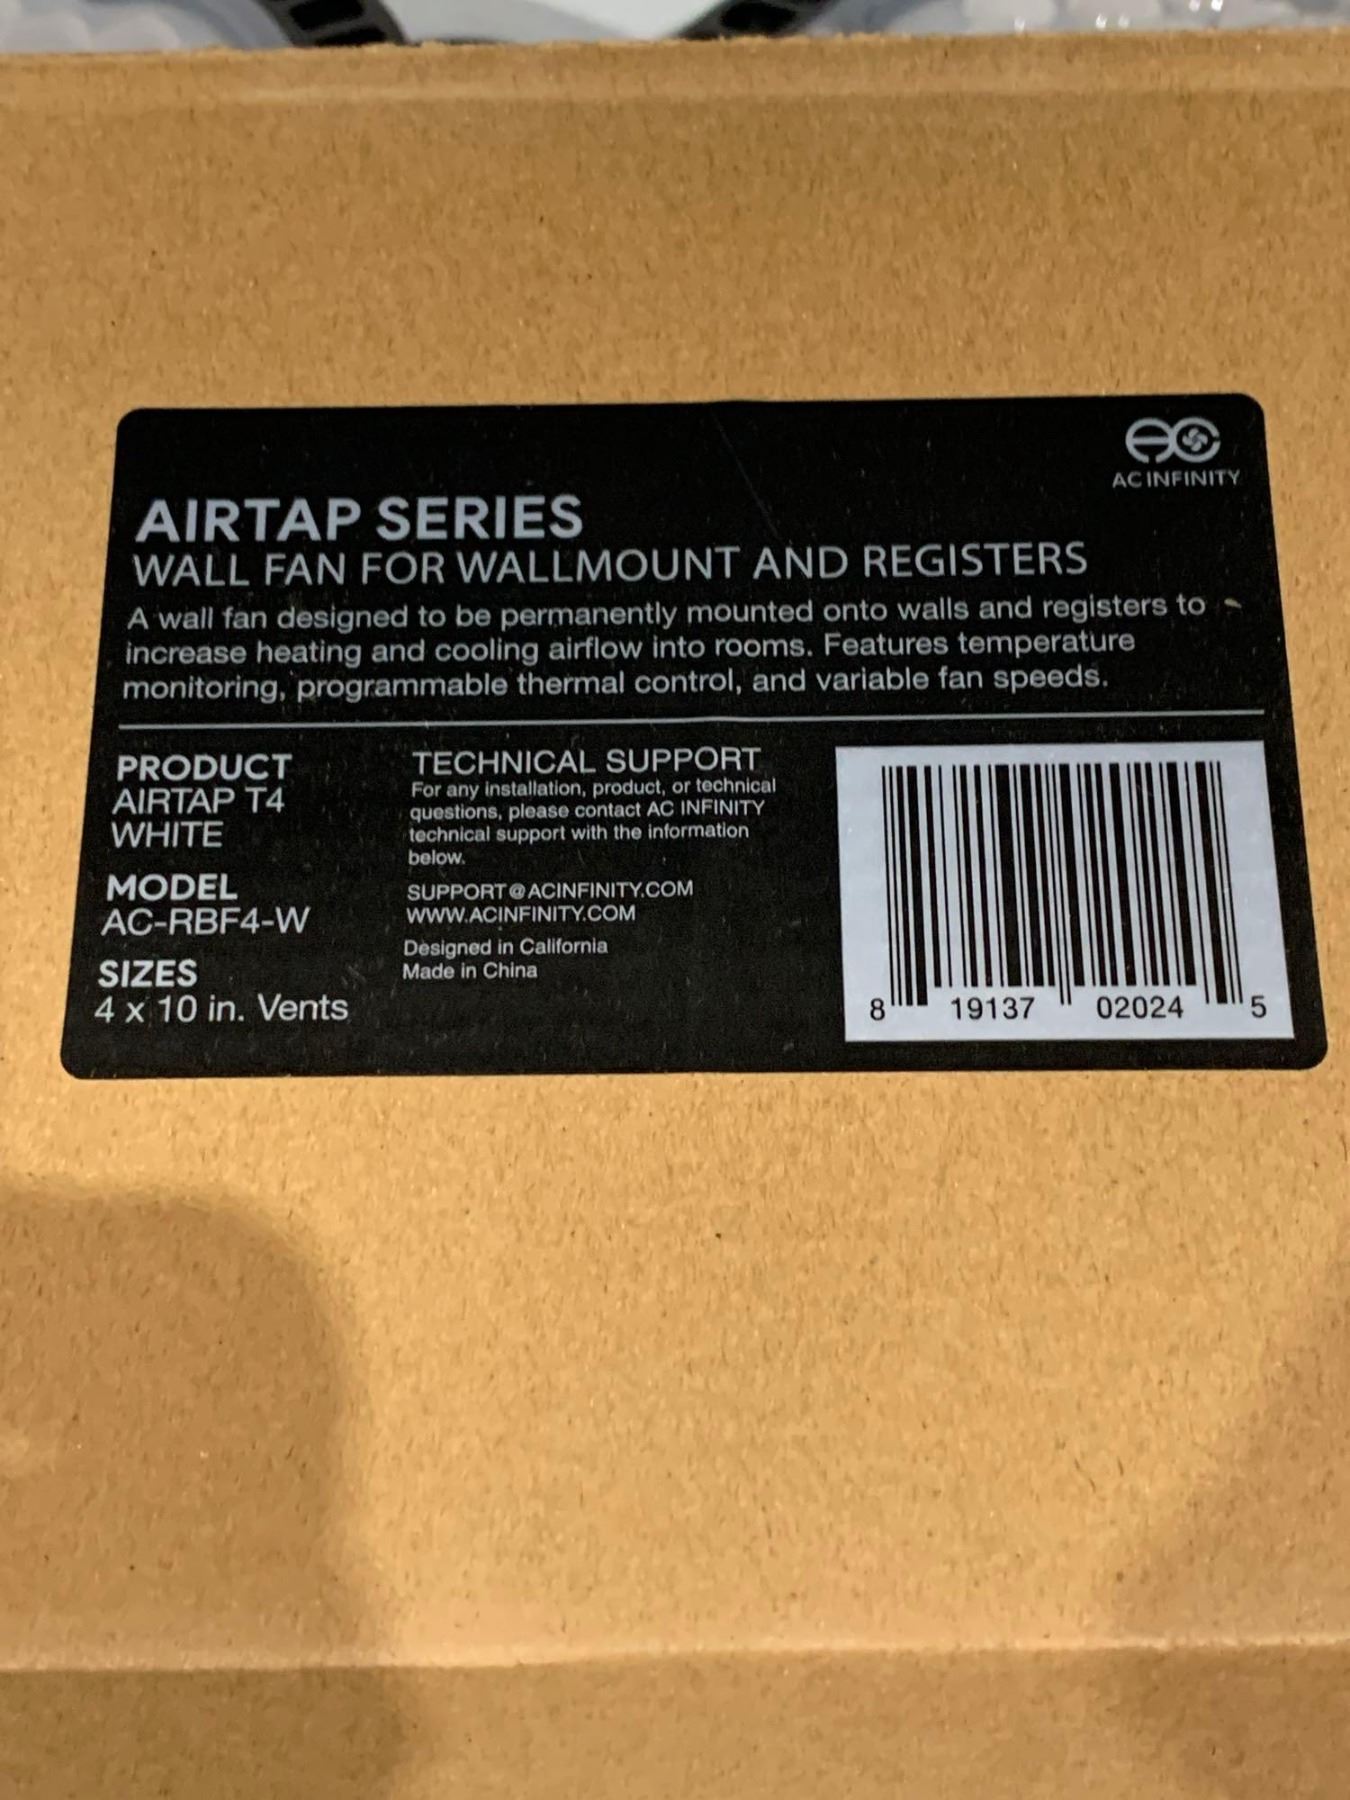 AC INFINITY
AIRTAP SERIES
WALL FAN FOR WALLMOUNT AND REGISTERS
A wall fan designed to be permanently mounted onto walls and registers to
increase heating and cooling airflow into rooms. Features temperature
monitoring, programmable thermal control, and variable fan speeds.
PRODUCT
AIRTAP T4
WHITE
MODEL
AC-RBF4-W
SIZES
4 x 10 in. Vents
TECHNICAL SUPPORT
For any installation, product, or technical
questions, please contact AC INFINITY
technical support with the information
below.
SUPPORT@ACINFINITY.COM
WWW.ACINFINITY.COM
Designed in California
Made in China
8 19137 02024 5